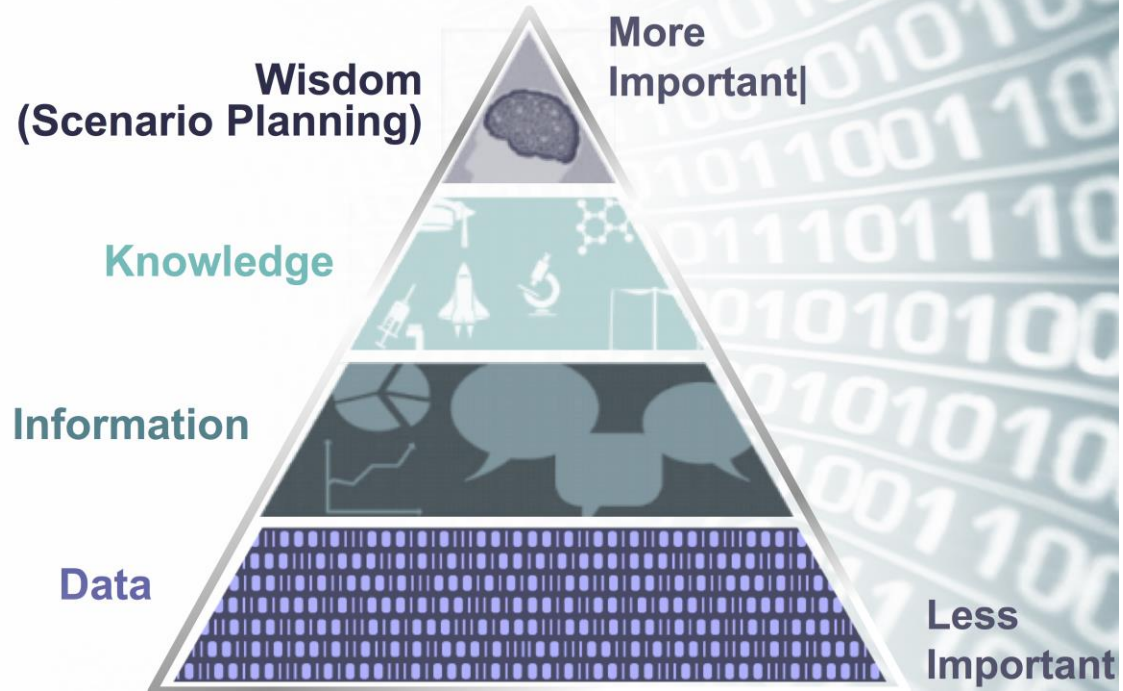 More
Important|
Wisdom
(Scenario Planning)
Knowledge
Information
Data
Less
Important